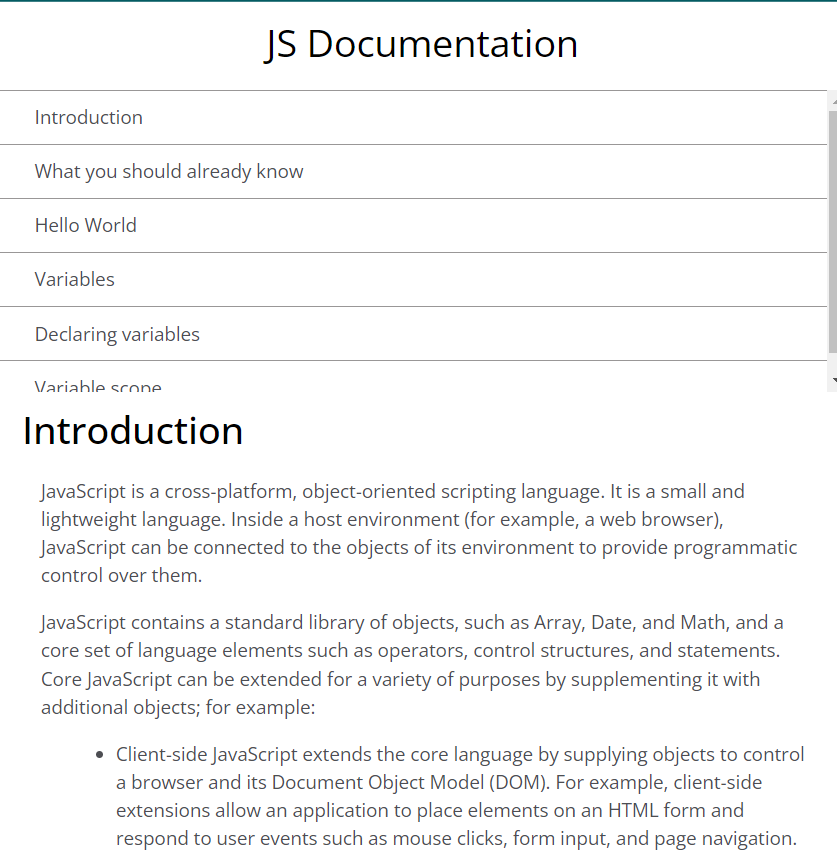 JS Documentation
Introduction
What you should already know
Hello World
Variables
Declaring variables
Variable scope
Introduction
JavaScript is a cross-platform, object-oriented scripting language. It is a small and
lightweight language. Inside a host environment (for example, a web browser),
JavaScript can be connected to the objects of its environment to provide programmatic
control over them.
JavaScript contains a standard library of objects, such as Array, Date, and Math, and a
core set of language elements such as operators, control structures, and statements.
Core JavaScript can be extended for a variety of purposes by supplementing it with
additional objects; for example:
• Client-side JavaScript extends the core language by supplying objects to control
a browser and its Document Object Model (DOM). For example, client-side
extensions allow an application to place elements on an HTML form and
respond to user events such as mouse clicks, form input, and page navigation.